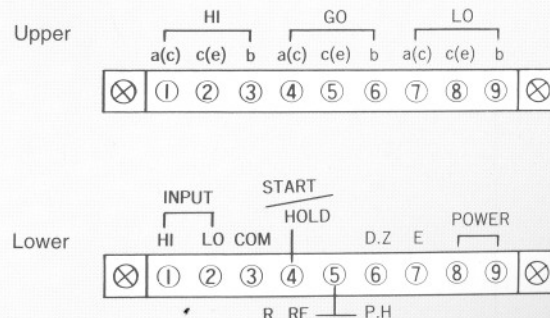 HI GO LO
Upper
a(c) c(e) b a(c) c(e) b a(c) c(e) b
① ② ③ ④ ⑤ ⑥ ⑦ ⑧ ⑨
START
INPUT
HOLD
POWER
Lower
HI LO COM D.Z E
① ② ③ ④ ⑤ ⑥ ⑦ ⑧ ⑨
R. RE P.H